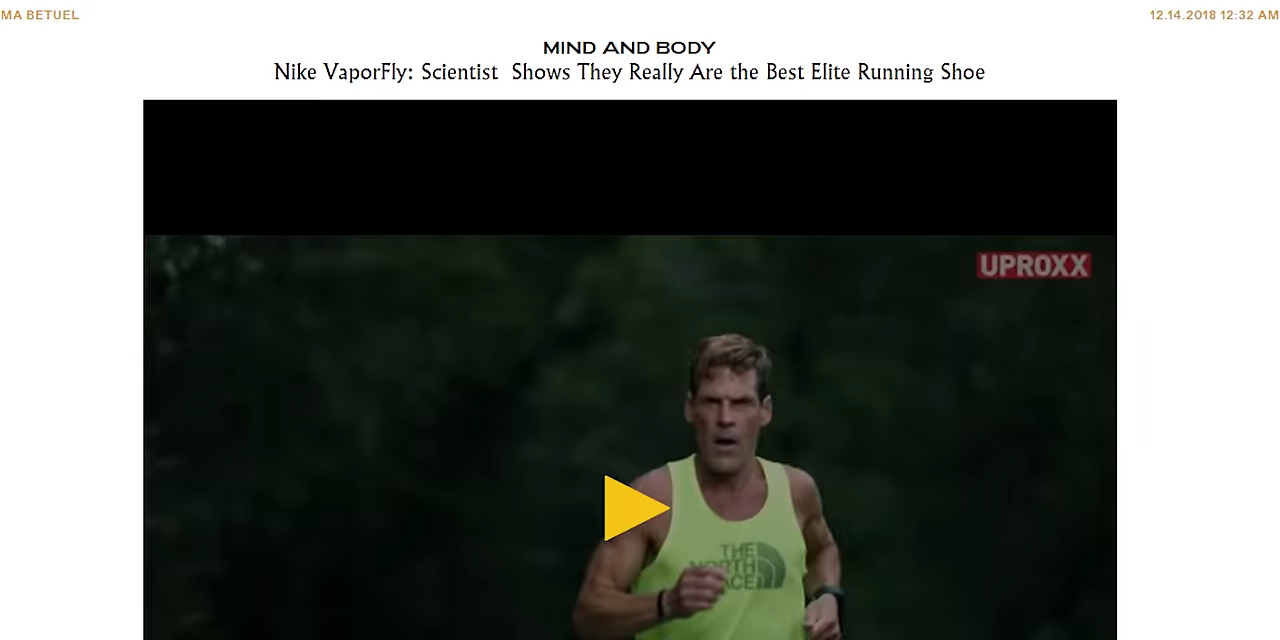 MA BETUEL
12.14.2018 12:32 AM
MIND AND BODY
Nike VaporFly: Scientist Shows They Really Are the Best Elite Running Shoe
UPROXX
THE
NORTH
FACE